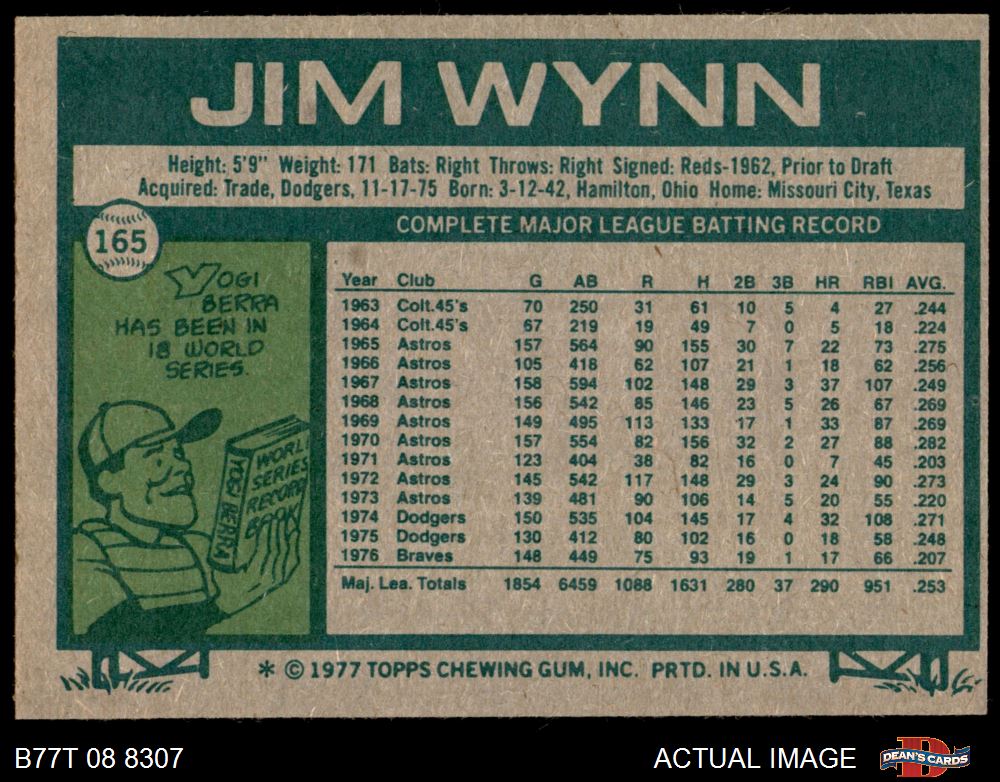 JIM WYNN
Height: 5'9" Weight: 171 Bats: Right Throws: Right Signed: Reds-1962, Prior to Draft
Acquired: Trade, Dodgers, 11-17-75 Born: 3-12-42, Hamilton, Ohio Home: Missouri City, Texas
165
COMPLETE MAJOR LEAGUE BATTING RECORD
YOGI
BERRA
HAS BEEN IN
18 WORLD
SERIES.
WORLD
SERIES
RECORD
BOOK
YOGI BERRA
Year Club G AB R H 2B 3B HR RBI AVG.
1963 Colt.45's 70 250 31 61 10 5 4 27 .244
1964 Colt.45's 67 219 19 49 7 0 5 18 .224
1965 Astros 157 564 90 155 30 7 22 73 .275
1966 Astros 105 418 62 107 21 1 18 62 .256
1967 Astros 158 594 102 148 29 3 37 107 .249
1968 Astros 156 542 85 146 23 5 26 67 .269
1969 Astros 149 495 113 133 17 1 33 87 .269
1970 Astros 157 554 82 156 32 2 27 88 .282
1971 Astros 123 404 38 82 16 0 7 45 .203
1972 Astros 145 542 117 148 29 3 24 90 .273
1973 Astros 139 481 90 106 14 5 20 55 .220
1974 Dodgers 150 535 104 145 17 4 32 108 .271
1975 Dodgers 130 412 80 102 16 0 18 58 .248
1976 Braves 148 449 75 93 19 1 17 66 .207
Maj. Lea. Totals 1854 6459 1088 1631 280 37 290 951 .253
* © 1977 TOPPS CHEWING GUM, INC. PRTD. IN U.S.A.
B77T 08 8307
ACTUAL IMAGE
DEAN'S CARDS